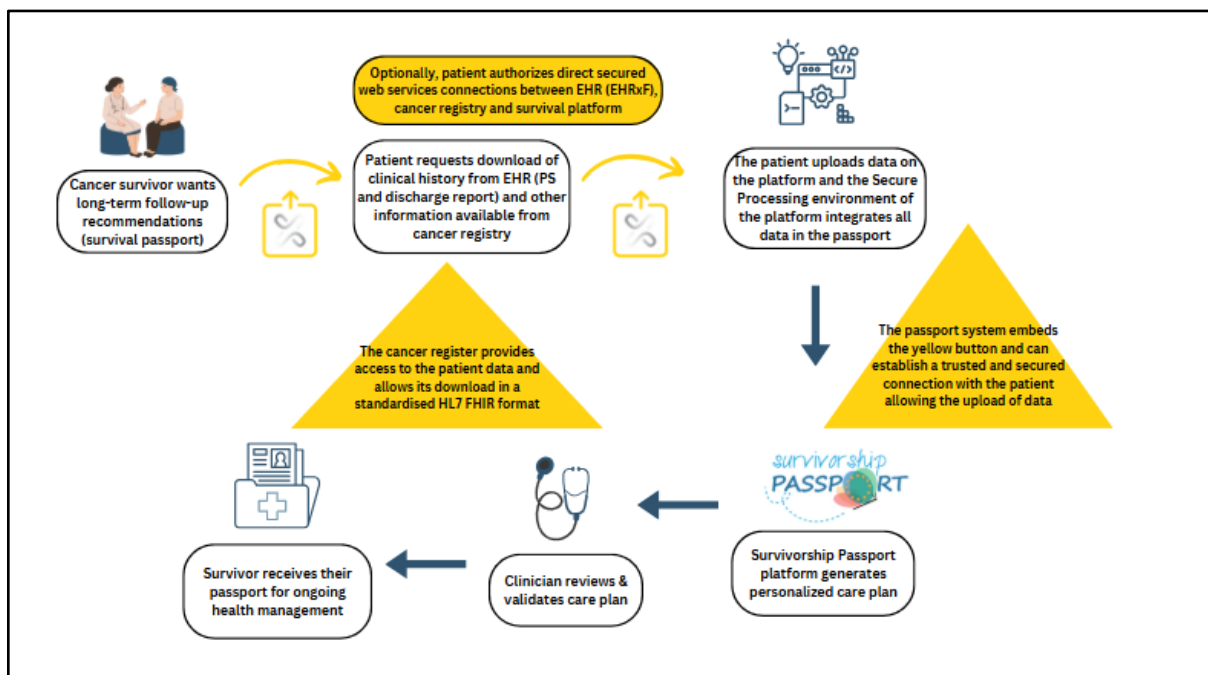 Optionally, patient authorizes direct secured
web services connections between EHR (EHRxF),
cancer registry and survival platform
Cancer survivor wants
long-term follow-up
recommendations
(survival passport)
Patient requests download of
clinical history from EHR (PS
and discharge report) and other
information available from
cancer registry
The patient uploads data on
the platform and the Secure
Processing environment of
the platform integrates all
data in the passport
The cancer register provides
access to the patient data and
allows its download in a
standardised HL7 FHIR format
The passport system embeds
the yellow button and can
establish a trusted and secured
connection with the patient
allowing the upload of data
survivorship
PASSPORT
Survivorship Passport
platform generates
personalized care plan
Clinician reviews &
validates care plan
Survivor receives their
passport for ongoing
health management